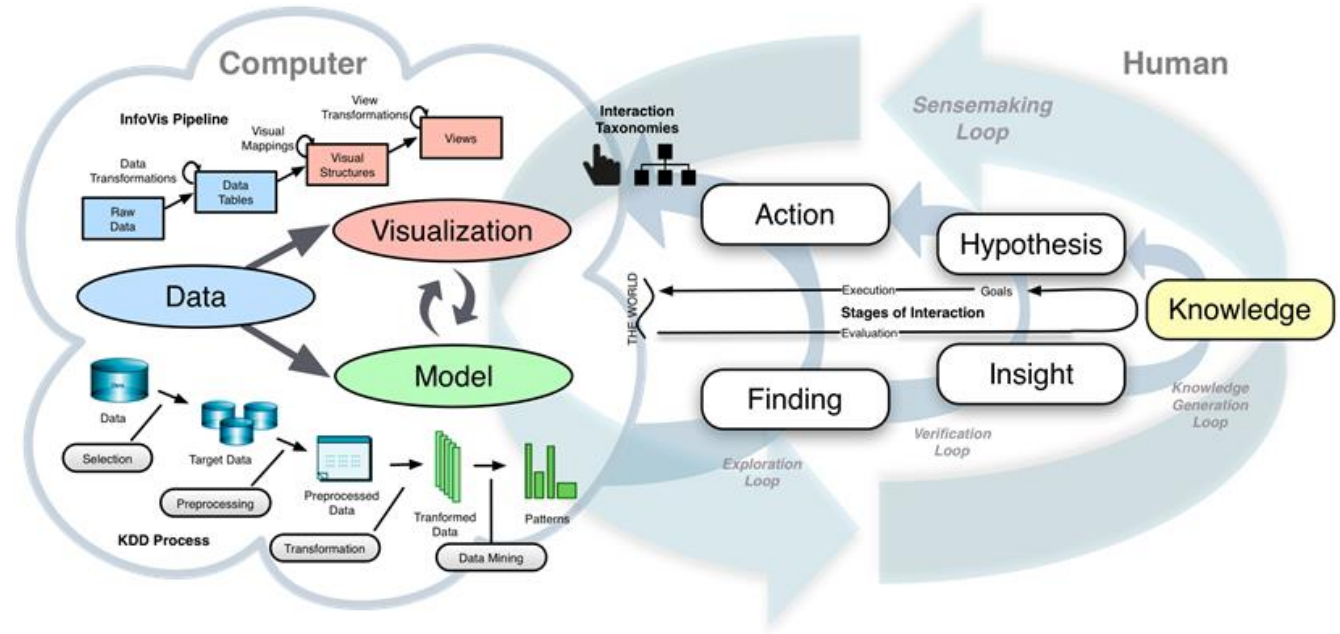 Computer
Human
InfoVis Pipeline
View
Transformations
Visual
Mappings
Data
Transformations
Views
Visual
Structures
Data
Tables
Raw
Data
Interaction
Taxonomies
Sensemaking
Loop
Visualization
Action
Hypothesis
Data
THE WORLD
Execution
Goals
Stages of Interaction
Evaluation
Knowledge
Model
Finding
Insight
Knowledge
Generation
Loop
Verification
Loop
Exploration
Loop
Data
Selection
Target Data
Preprocessing
Preprocessed
Data
Transformation
Tranformed
Data
Data Mining
Patterns
KDD Process